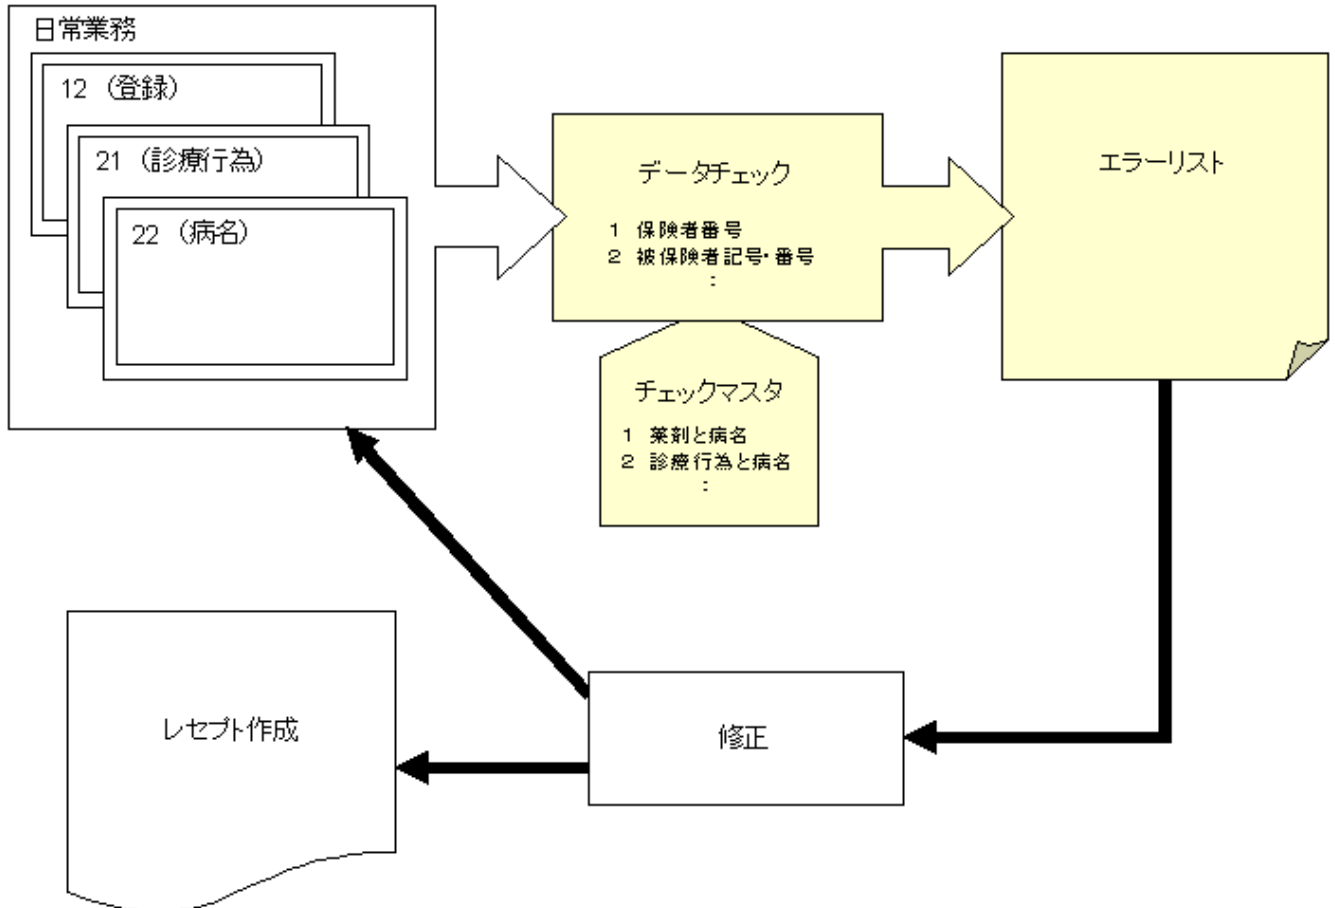 日常業務
12 （登録）
21 （診療行為）
22 （病名）
データチェック
1 保険者番号
2 被保険者記号・番号
：
エラーリスト
チェックマスタ
1 薬剤と病名
2 診療行為と病名
：
レセプト作成
修正